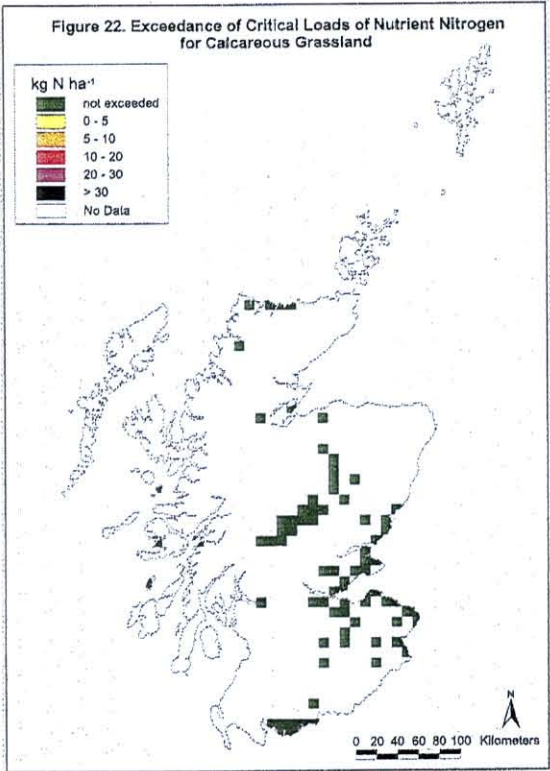 Figure 22. Exceedance of Critical Loads of Nutrient Nitrogen
for Calcareous Grassland
kg N ha⁻¹
not exceeded
0 - 5
5 - 10
10 - 20
20 - 30
> 30
No Data
N
0 20 40 60 80 100 Kilometers